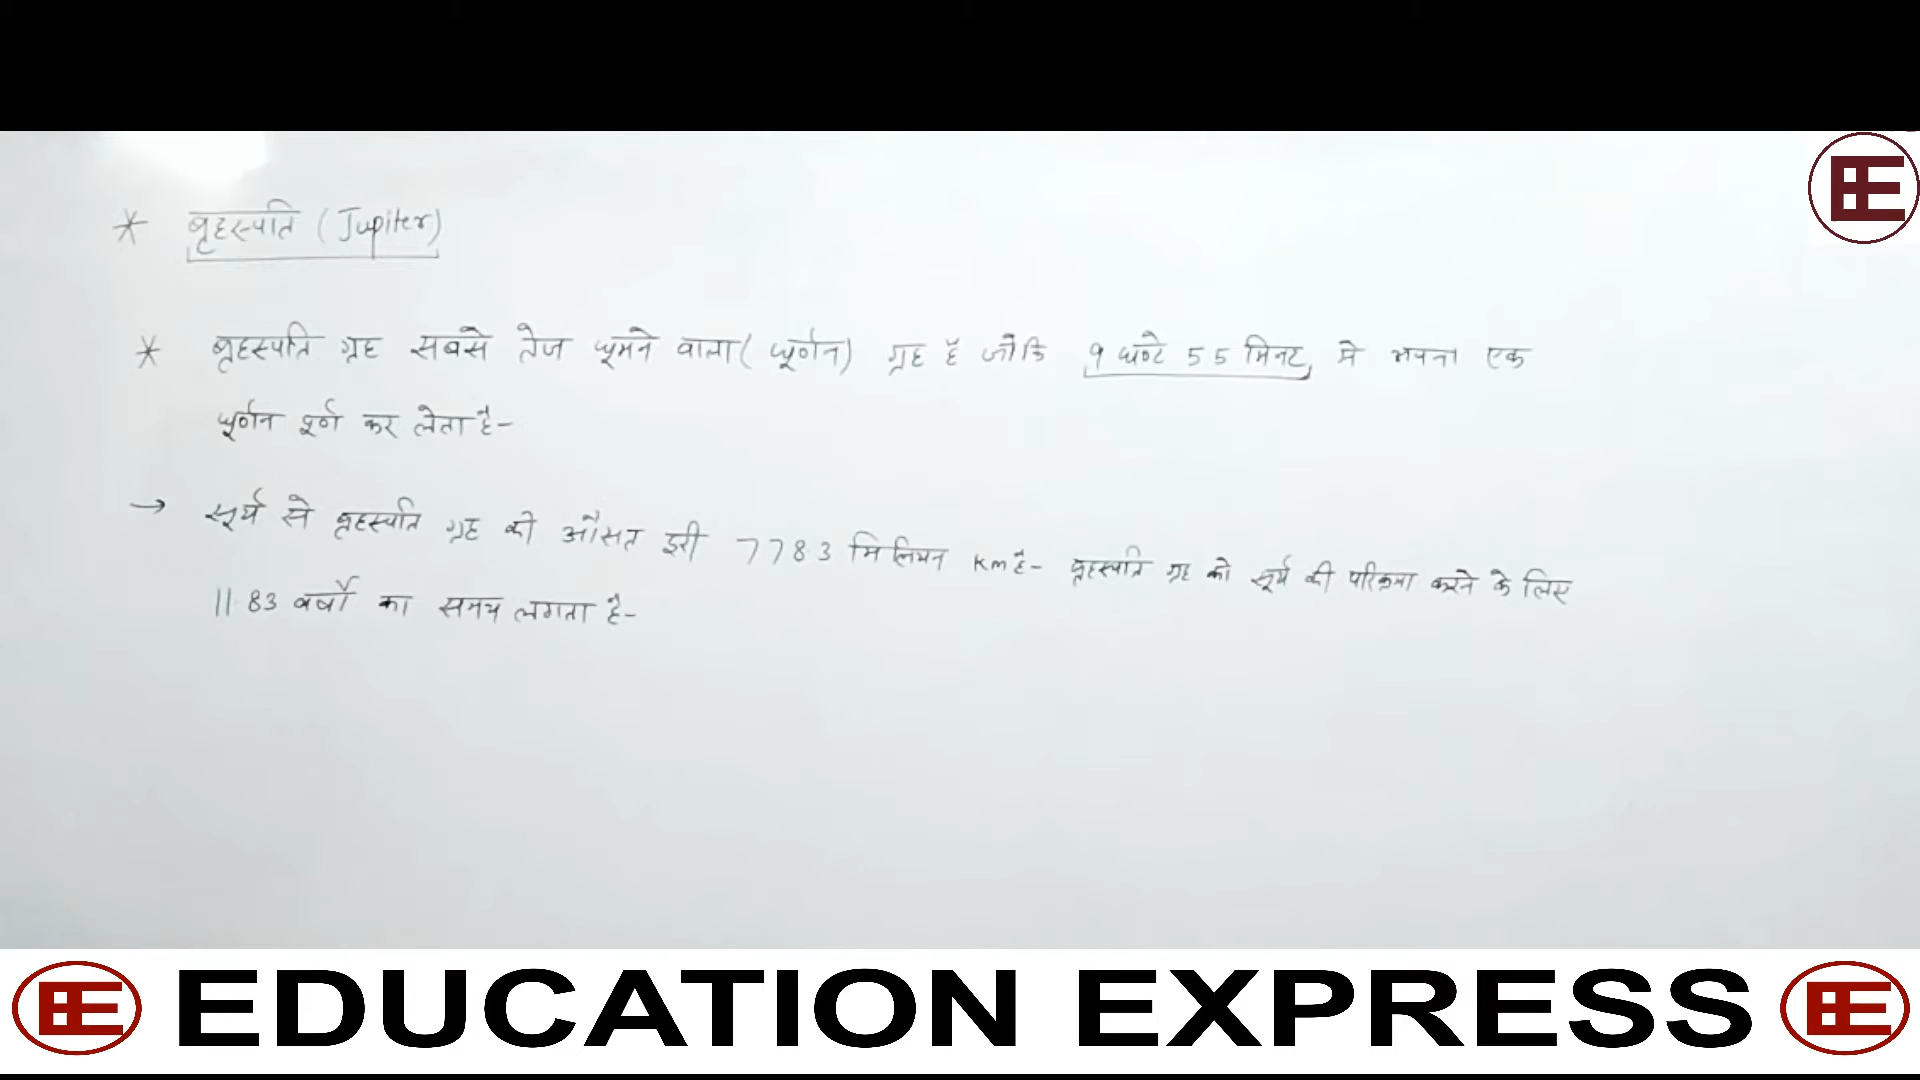 * बृहस्पति (Jupiter)
* बृहस्पति ग्रह सबसे तेज घूमने वाला (घूर्णन) ग्रह है जोकि 9 घण्टे 55 मिनट मे अपना एक
घूर्णन पूर्ण कर लेता है-
→ सूर्य से बृहस्पति ग्रह की औसत दूरी 7783 मिलियन Km है- बृहस्पति ग्रह को सूर्य की परिक्रमा करने के लिए
11 83 वर्षों का समय लगता है-
EDUCATION EXPRESS